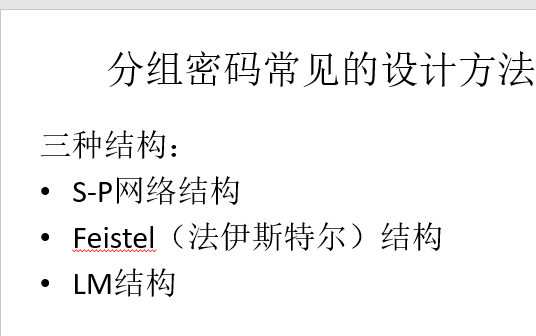 分组密码常见的设计方法
三种结构：
• S-P网络结构
• Feistel（法伊斯特尔）结构
• LM结构